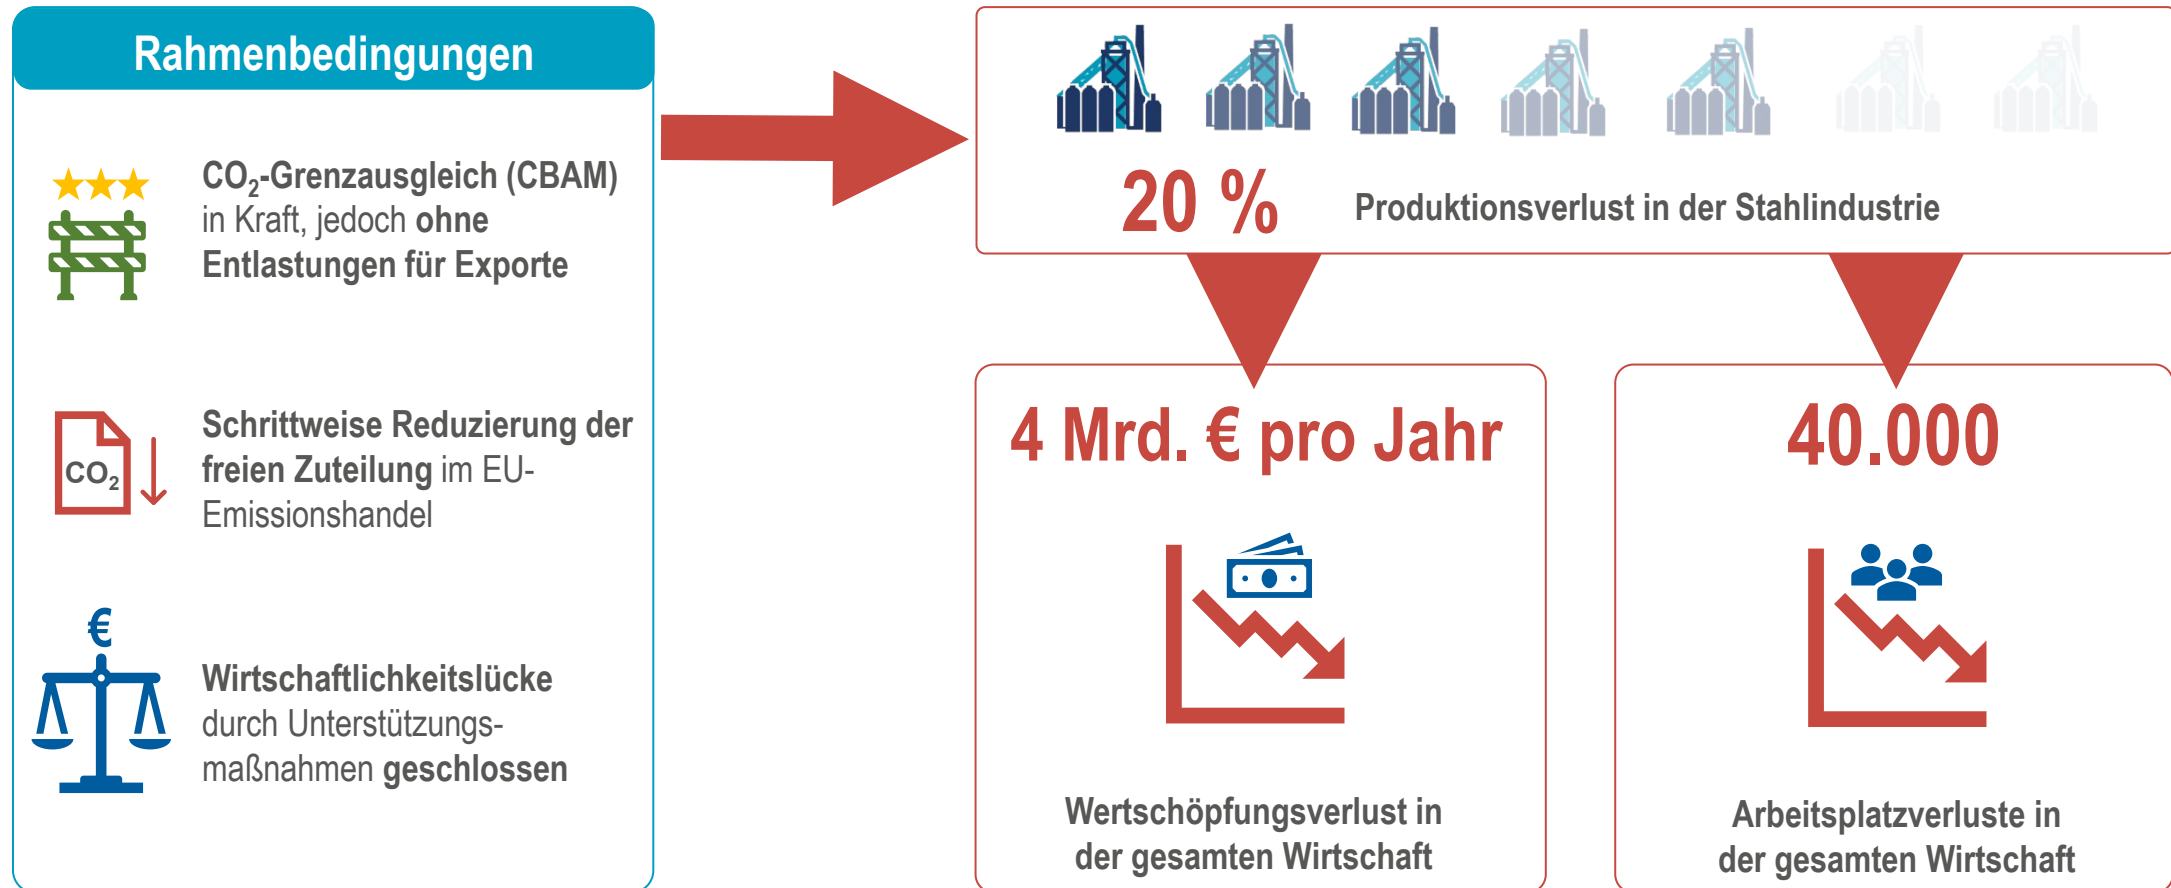 Rahmenbedingungen
CO₂-Grenzausgleich (CBAM)
in Kraft, jedoch ohne
Entlastungen für Exporte
CO₂
Schrittweise Reduzierung der
freien Zuteilung im EU-
Emissionshandel
€
Wirtschaftlichkeitslücke
durch Unterstützungs-
maßnahmen geschlossen
20 %
Produktionsverlust in der Stahlindustrie
4 Mrd. € pro Jahr
Wertschöpfungsverlust in
der gesamten Wirtschaft
40.000
Arbeitsplatzverluste in
der gesamten Wirtschaft